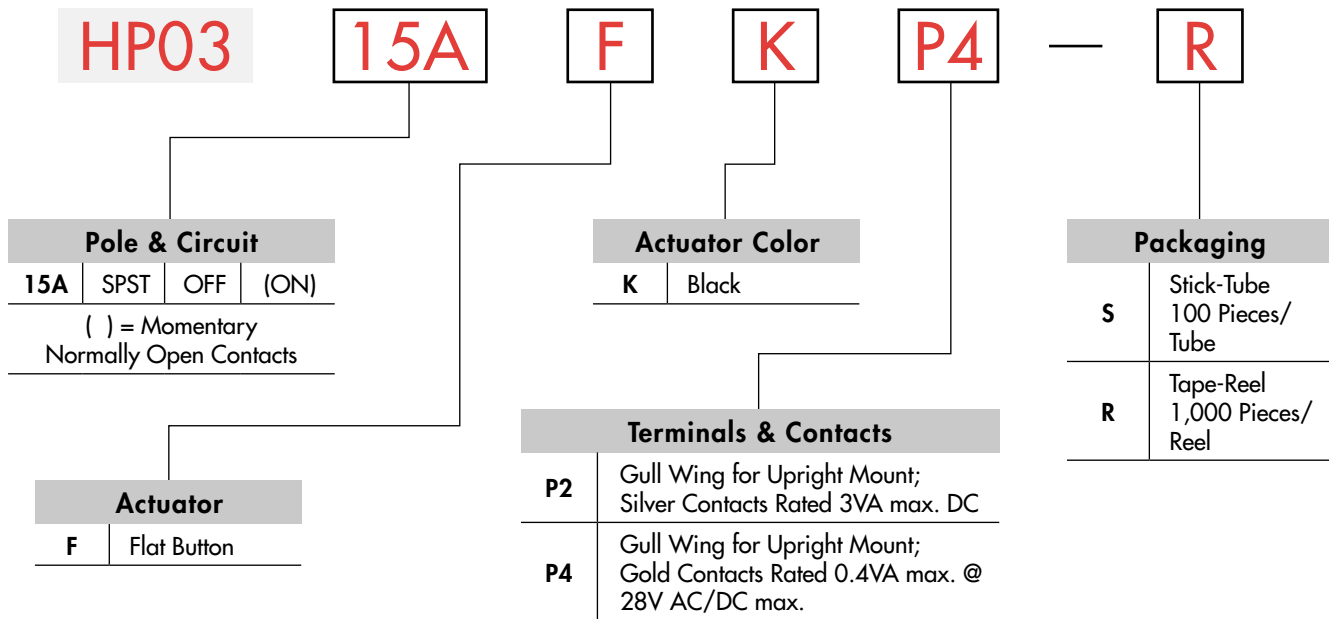 HP03 15A F K P4 — R
Pole & Circuit
15A SPST OFF (ON)
( ) = Momentary
Normally Open Contacts
Actuator
F Flat Button
Actuator Color
K Black
Terminals & Contacts
P2 Gull Wing for Upright Mount;
Silver Contacts Rated 3VA max. DC
P4 Gull Wing for Upright Mount;
Gold Contacts Rated 0.4VA max. @
28V AC/DC max.
Packaging
S Stick-Tube
100 Pieces/
Tube
R Tape-Reel
1,000 Pieces/
Reel